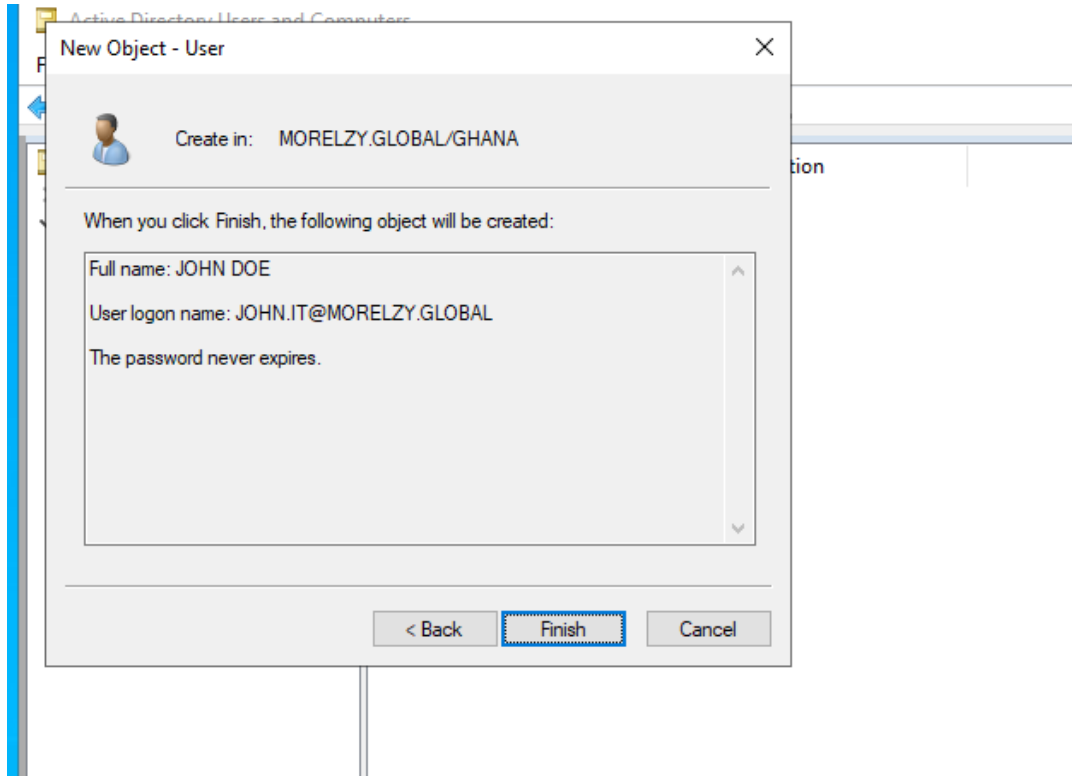 Active Directory Users and Computers
New Object - User
F
Create in: MORELZY.GLOBAL/GHANA
tion
When you click Finish, the following object will be created:
Full name: JOHN DOE
User logon name: JOHN.IT@MORELZY.GLOBAL
The password never expires.
< Back
Finish
Cancel